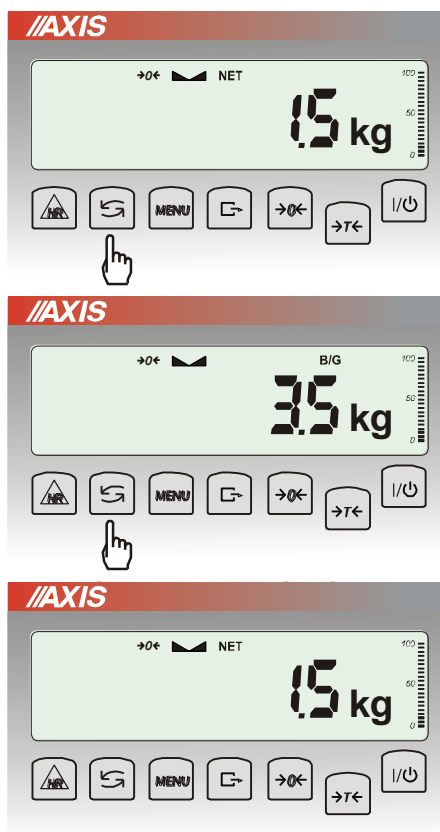 //AXIS
→0← NET 100
50
1.5 kg
0
HR MENU →0← I/⏻
→T←
//AXIS
→0← B/G 100
50
3.5 kg
0
HR MENU →0← I/⏻
→T←
//AXIS
→0← NET 100
50
1.5 kg
0
HR MENU →0← I/⏻
→T←